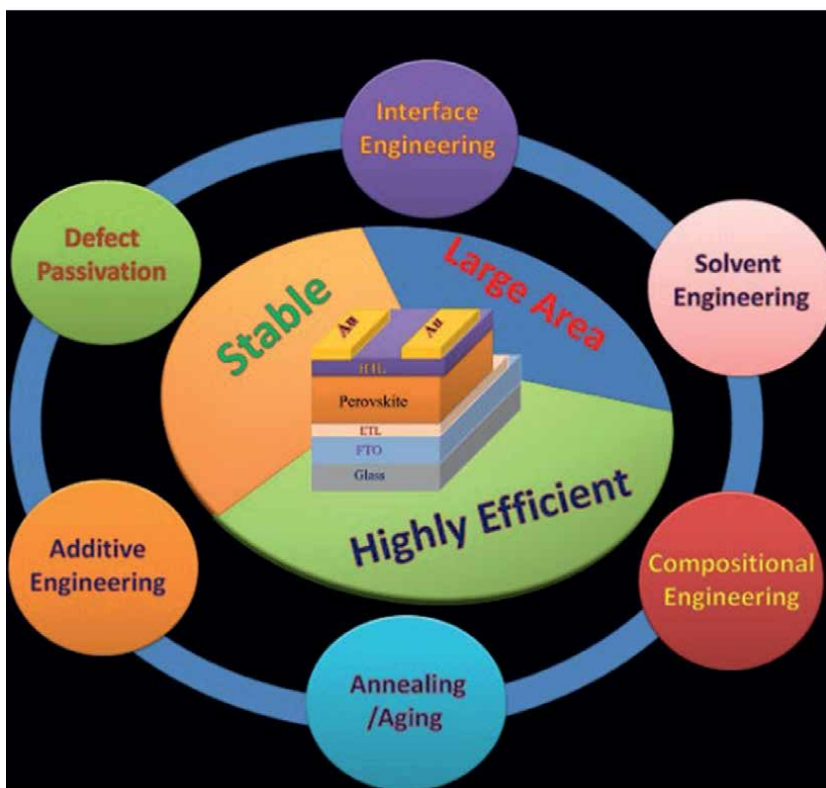 Interface
Engineering
Defect
Passivation
Solvent
Engineering
Stable
Large Area
Au
Au
HTL
Perovskite
ETL
FTO
Glass
Highly Efficient
Additive
Engineering
Compositional
Engineering
Annealing
/Aging